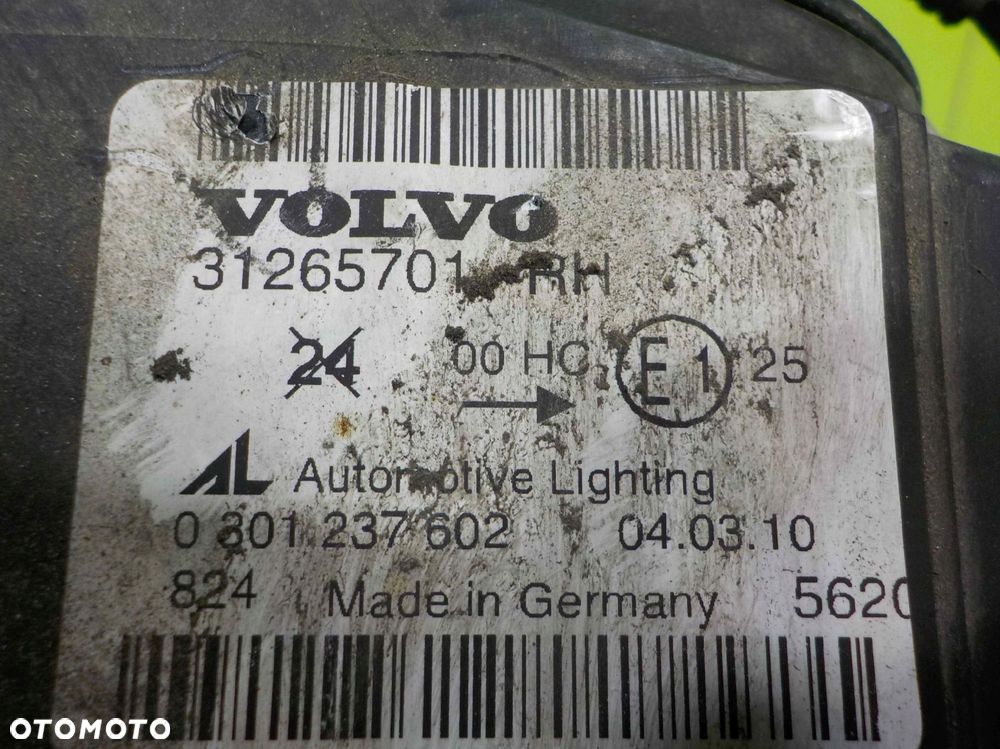 VOLVO
31265701 RH
24 00 HC E1 25
AL Automotive Lighting
0 301 237 602 04.03.10
824 Made in Germany 5620
OTOMOTO